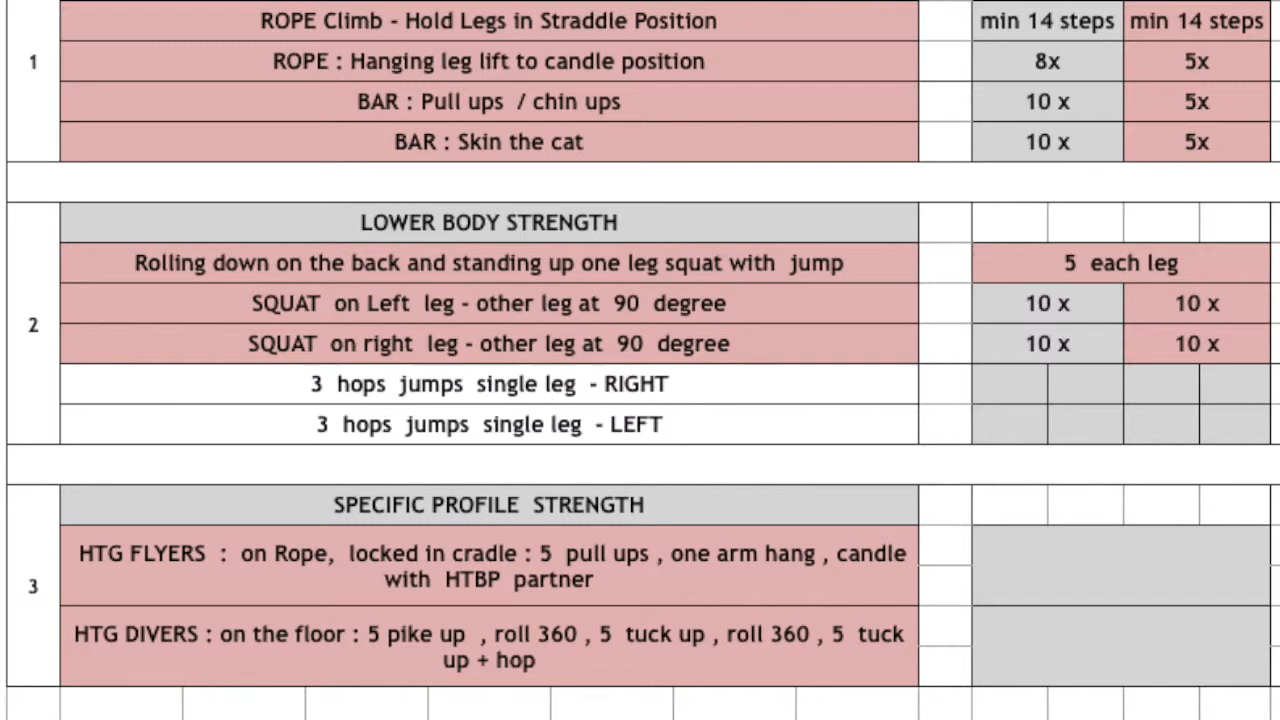 ROPE Climb - Hold Legs in Straddle Position min 14 steps min 14 steps
1 ROPE : Hanging leg lift to candle position 8x 5x
BAR : Pull ups / chin ups 10 x 5x
BAR : Skin the cat 10 x 5x
LOWER BODY STRENGTH
Rolling down on the back and standing up one leg squat with jump 5 each leg
SQUAT on Left leg - other leg at 90 degree 10 x 10 x
2
SQUAT on right leg - other leg at 90 degree 10 x 10 x
3 hops jumps single leg - RIGHT
3 hops jumps single leg - LEFT
SPECIFIC PROFILE STRENGTH
HTG FLYERS : on Rope, locked in cradle : 5 pull ups , one arm hang , candle
with HTBP partner
3
HTG DIVERS : on the floor : 5 pike up , roll 360 , 5 tuck up , roll 360 , 5 tuck
up + hop